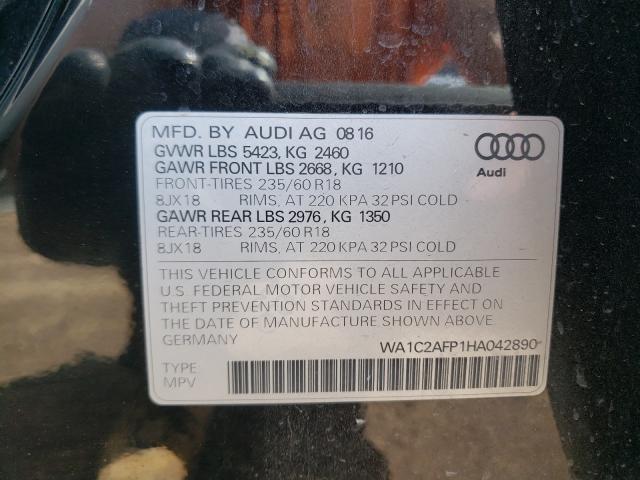 MFD. BY AUDI AG 0816
GVWR LBS 5423, KG 2460
GAWR FRONT LBS 2668, KG 1210
FRONT-TIRES 235/60 R18
8JX18 RIMS, AT 220 KPA 32 PSI COLD
GAWR REAR LBS 2976, KG 1350
REAR-TIRES 235/60 R18
8JX18 RIMS, AT 220 KPA 32 PSI COLD
Audi
THIS VEHICLE CONFORMS TO ALL APPLICABLE
U.S. FEDERAL MOTOR VEHICLE SAFETY AND
THEFT PREVENTION STANDARDS IN EFFECT ON
THE DATE OF MANUFACTURE SHOWN ABOVE.
GERMANY
WA1C2AFP1HA042890
TYPE
MPV